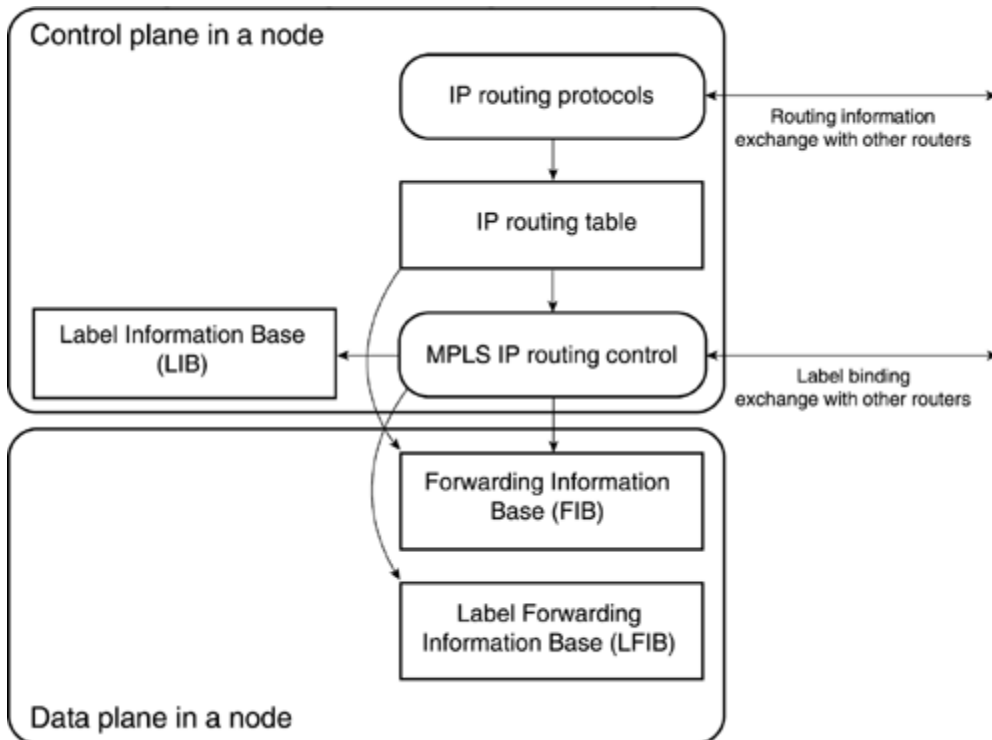 Control plane in a node
IP routing protocols
Routing information
exchange with other routers
IP routing table
Label Information Base
(LIB)
MPLS IP routing control
Label binding
exchange with other routers
Forwarding Information
Base (FIB)
Label Forwarding
Information Base (LFIB)
Data plane in a node